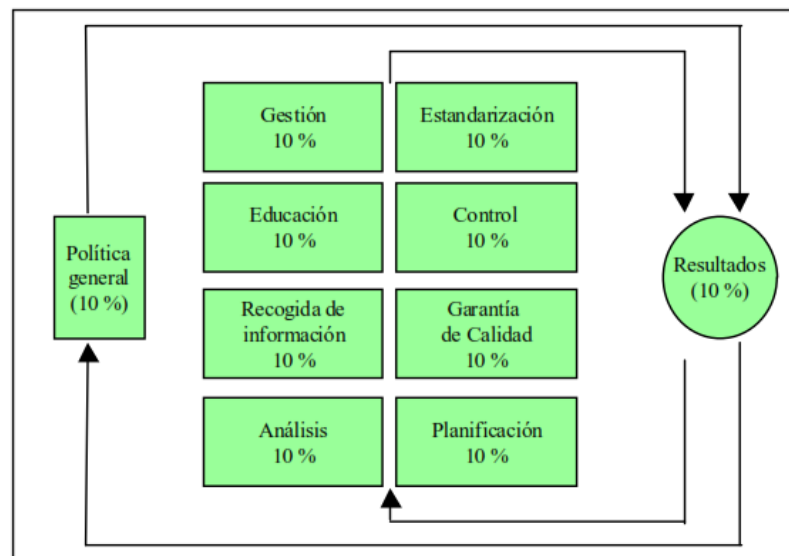 Gestión
10 %
Estandarización
10 %
Educación
10 %
Control
10 %
Política
general
(10 %)
Resultados
(10 %)
Recogida de
información
10 %
Garantía
de Calidad
10 %
Análisis
10 %
Planificación
10 %